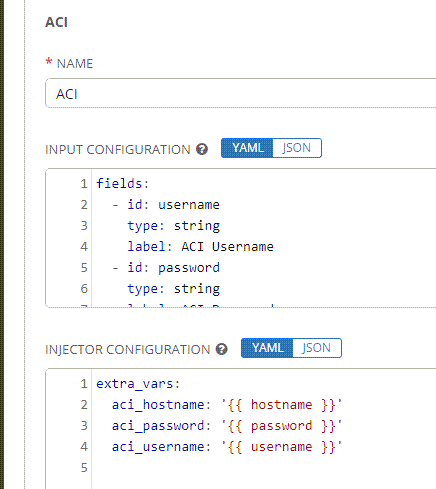 ACI
* NAME
ACI
INPUT CONFIGURATION ? YAML JSON
1 fields:
2 - id: username
3 type: string
4 label: ACI Username
5 - id: password
6 type: string
INJECTOR CONFIGURATION ? YAML JSON
1 extra_vars:
2 aci_hostname: '{{ hostname }}'
3 aci_password: '{{ password }}'
4 aci_username: '{{ username }}'
5